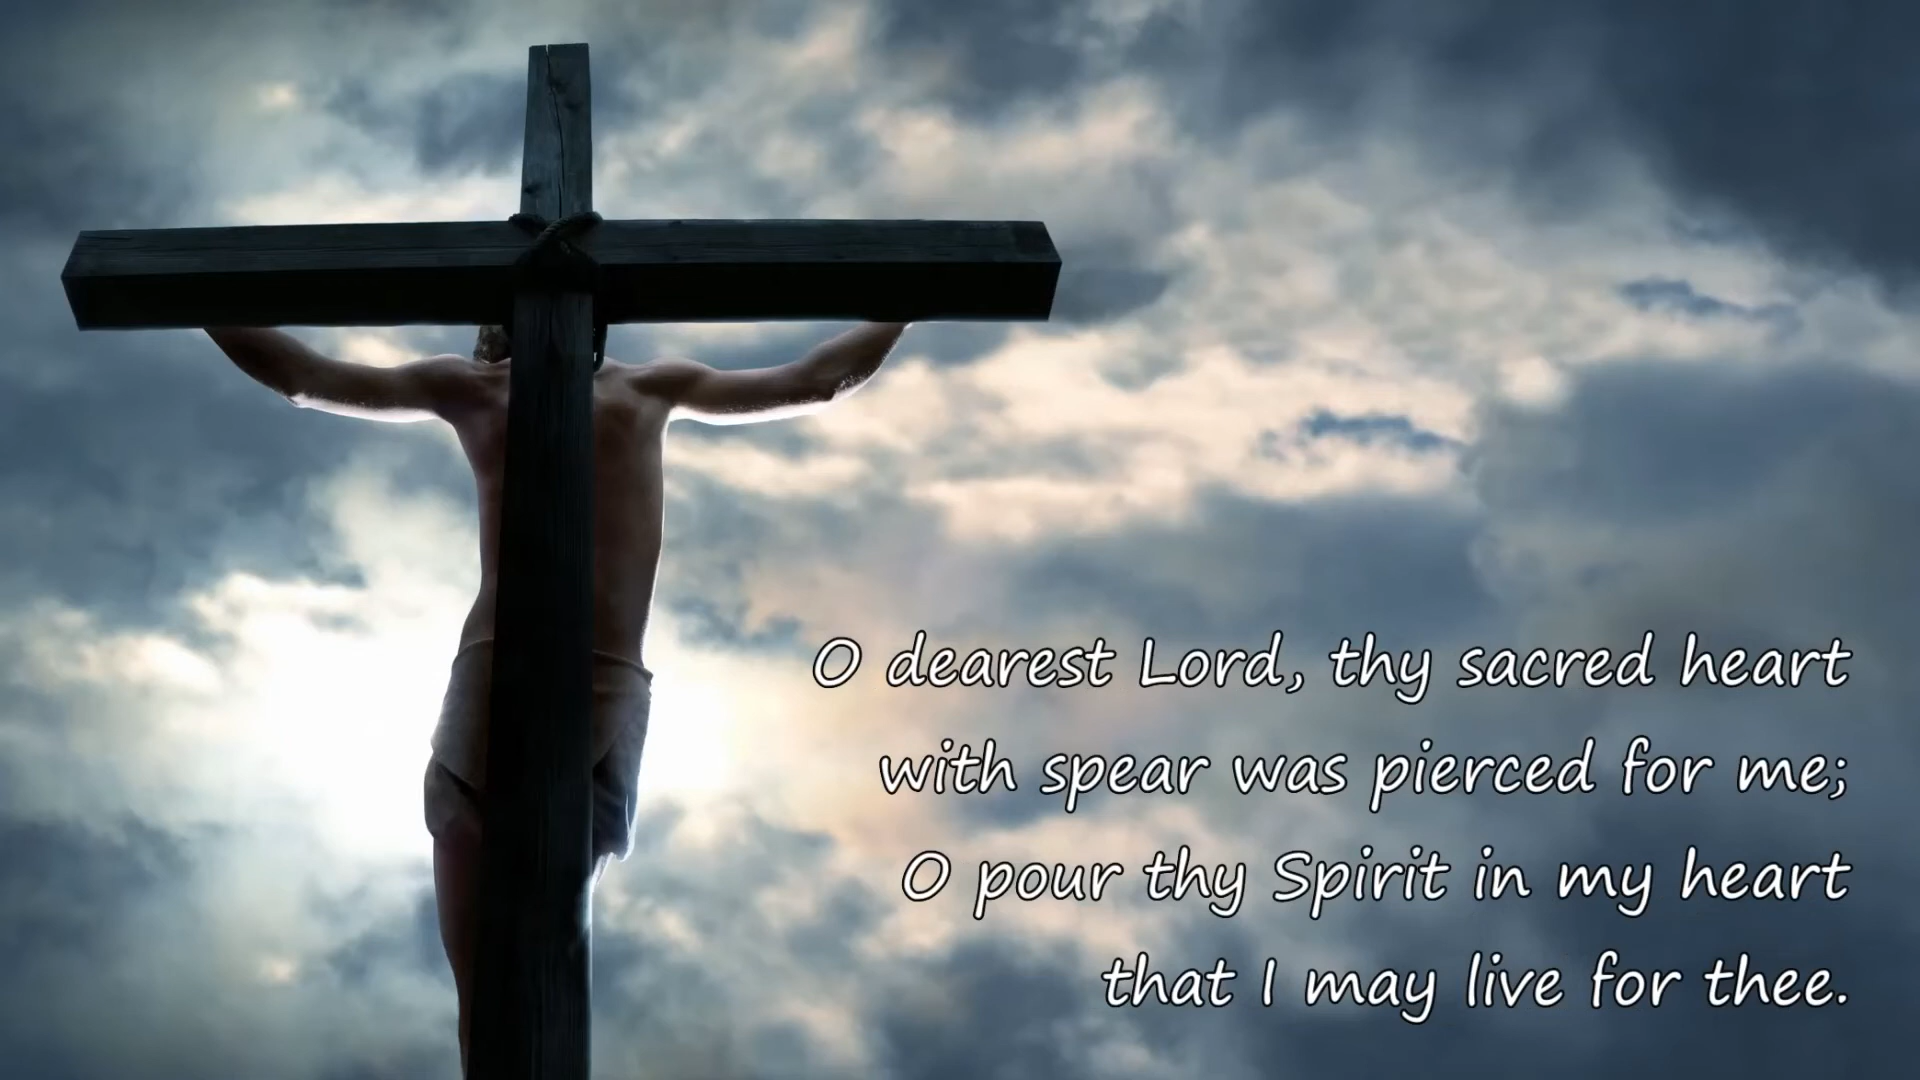 O dearest Lord, thy sacred heart
with spear was pierced for me;
O pour thy Spirit in my heart
that I may live for thee.